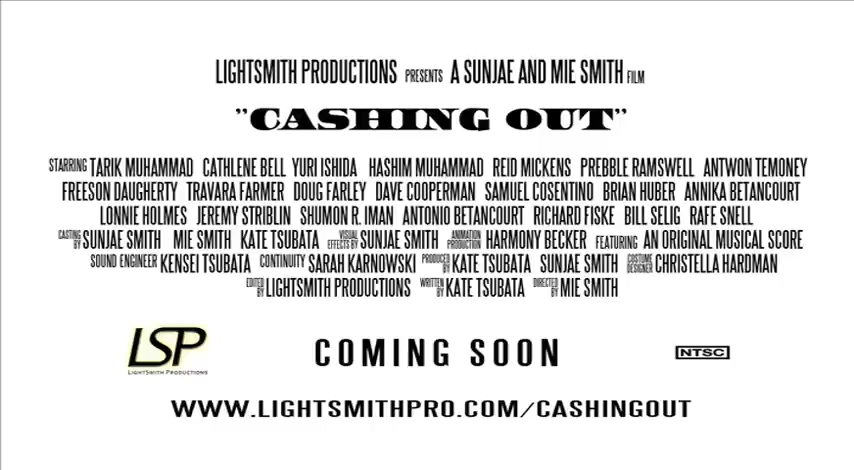 LIGHTSMITH PRODUCTIONS PRESENTS A SUNJAE AND MIE SMITH FILM
"CASHING OUT"
STARRING TARIK MUHAMMAD CATHLENE BELL YURI ISHIDA HASHIM MUHAMMAD REID MICKENS PREBBLE RAMSWELL ANTWON TEMONEY
FREESON DAUGHERTY TRAVARA FARMER DOUG FARLEY DAVE COOPERMAN SAMUEL COSENTINO BRIAN HUBER ANNIKA BETANCOURT
LONNIE HOLMES JEREMY STRIBLIN SHUMON R. IMAN ANTONIO BETANCOURT RICHARD FISKE BILL SELIG RAFE SNELL
CASTING BY SUNJAE SMITH MIE SMITH KATE TSUBATA VISUAL EFFECTS BY SUNJAE SMITH ANIMATION PRODUCTION HARMONY BECKER FEATURING AN ORIGINAL MUSICAL SCORE
SOUND ENGINEER KENSEI TSUBATA CONTINUITY SARAH KARNOWSKI PRODUCED BY KATE TSUBATA SUNJAE SMITH COSTUME DESIGNER CHRISTELLA HARDMAN
EDITED BY LIGHTSMITH PRODUCTIONS WRITTEN BY KATE TSUBATA DIRECTED BY MIE SMITH
LSP
LIGHTSMITH PRODUCTIONS
COMING SOON
NTSC
WWW.LIGHTSMITHPRO.COM/CASHINGOUT